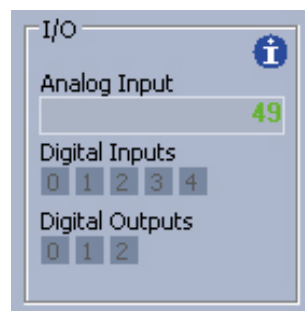 I/O
i
Analog Input
49
Digital Inputs
0 1 2 3 4
Digital Outputs
0 1 2